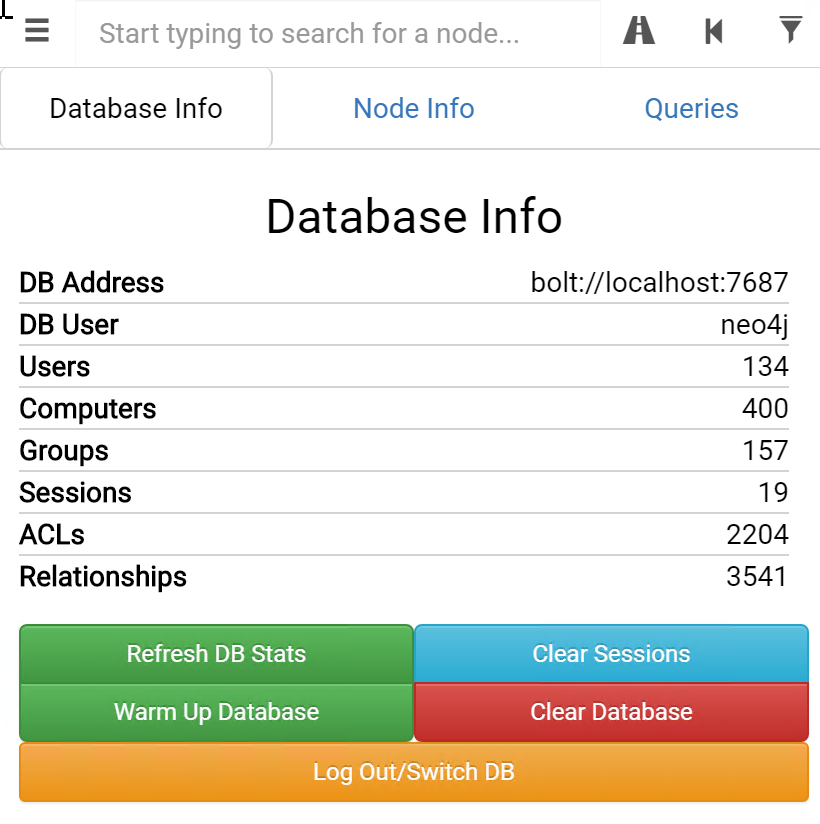 Start typing to search for a node...
Database Info Node Info Queries
Database Info
DB Address bolt://localhost:7687
DB User neo4j
Users 134
Computers 400
Groups 157
Sessions 19
ACLs 2204
Relationships 3541
Refresh DB Stats Clear Sessions
Warm Up Database Clear Database
Log Out/Switch DB